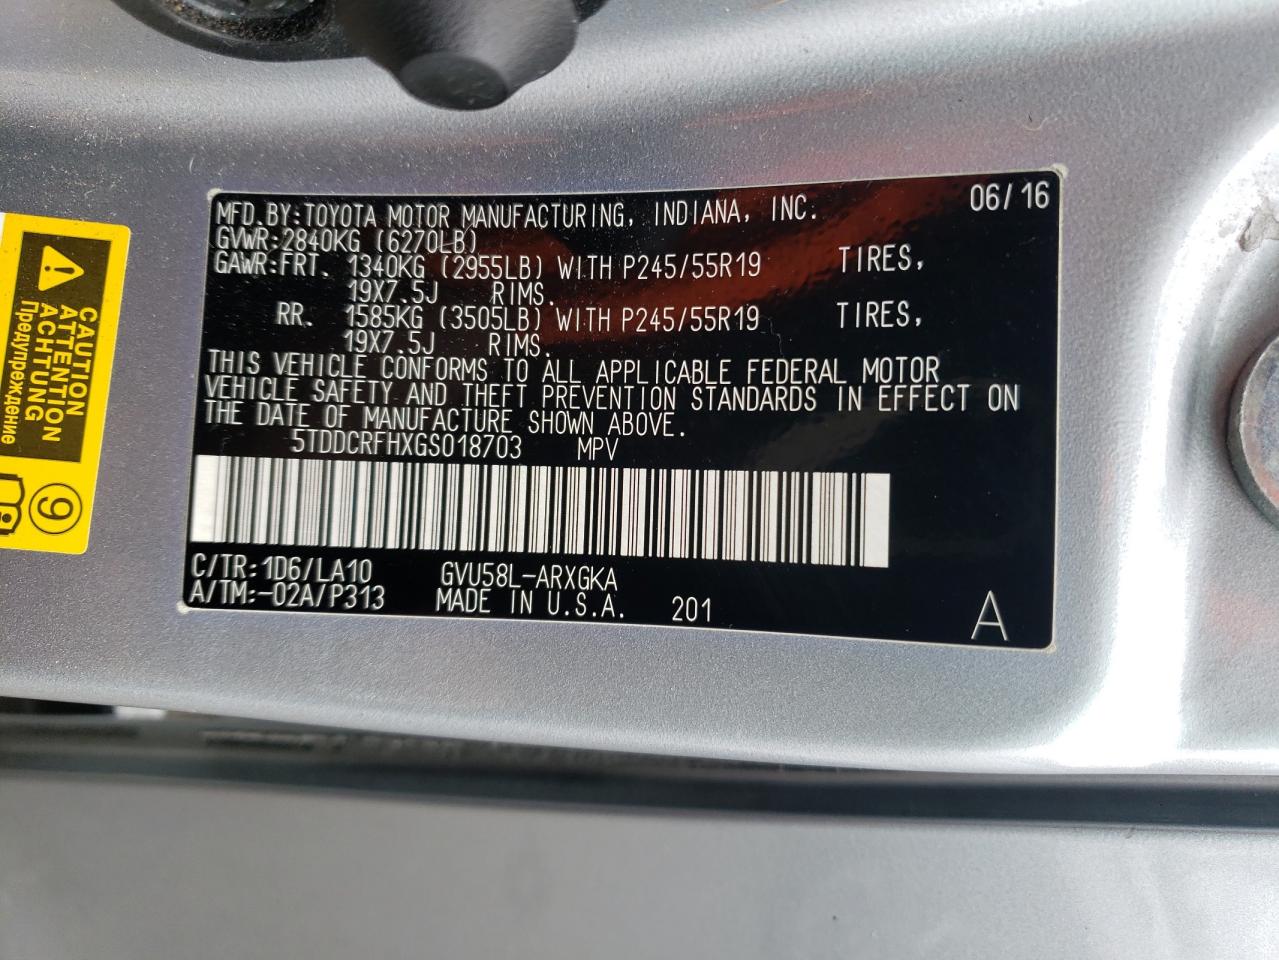 MFD.BY:TOYOTA MOTOR MANUFACTURING, INDIANA, INC. 06/16
GVWR:2840KG (6270LB)
GAWR:FRT. 1340KG (2955LB) WITH P245/55R19 TIRES,
19X7.5J RIMS.
RR. 1585KG (3505LB) WITH P245/55R19 TIRES,
19X7.5J RIMS.
THIS VEHICLE CONFORMS TO ALL APPLICABLE FEDERAL MOTOR
VEHICLE SAFETY AND THEFT PREVENTION STANDARDS IN EFFECT ON
THE DATE OF MANUFACTURE SHOWN ABOVE.
5TDDCRFHXGS018703 MPV
C/TR:1D6/LA10 GVU58L-ARXGKA
A/TM:-02A/P313 MADE IN U.S.A. 201 A
CAUTION
ATTENTION
ACHTUNG
Предупреждение
9